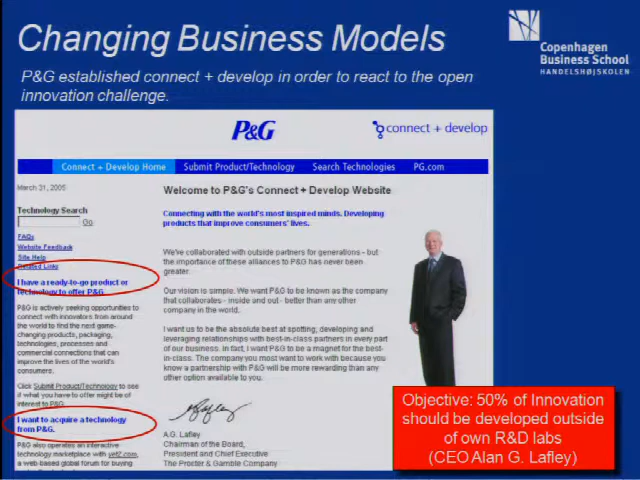 Changing Business Models
Copenhagen
Business School
HANDELSHØJSKOLEN
P&G established connect + develop in order to react to the open
innovation challenge.
P&G
connect + develop
Connect + Develop Home
Submit Product/Technology
Search Technologies
PG.com
March 31, 2005
Technology Search
Go
FAQs
Website Feedback
Site Help
Related Links
I have a ready-to-go product or
technology to offer P&G.
P&G is actively seeking opportunities to
connect with innovators from around
the world to find the next game-
changing products, packaging,
technologies, processes and
commercial connections that can
improve the lives of the world's
consumers.
Click Submit Product/Technology to see
if what you have to offer might be of
interest to P&G.
I want to acquire a technology
from P&G.
P&G also operates an interactive
technology marketplace with yet2.com,
a web-based global forum for buying
Welcome to P&G's Connect + Develop Website
Connecting with the world's most inspired minds. Developing
products that improve consumers' lives.
We've collaborated with outside partners for generations - but
the importance of these alliances to P&G has never been
greater.
Our vision is simple. We want P&G to be known as the company
that collaborates - inside and out - better than any other
company in the world.
I want us to be the absolute best at spotting, developing and
leveraging relationships with best-in-class partners in every part
of our business. In fact, I want P&G to be a magnet for the best-
in-class. The company you most want to work with because you
know a partnership with P&G will be more rewarding than any
other option available to you.
A.G. Lafley
Chairman of the Board,
President and Chief Executive
The Procter & Gamble Company
Objective: 50% of Innovation
should be developed outside
of own R&D labs
(CEO Alan G. Lafley)